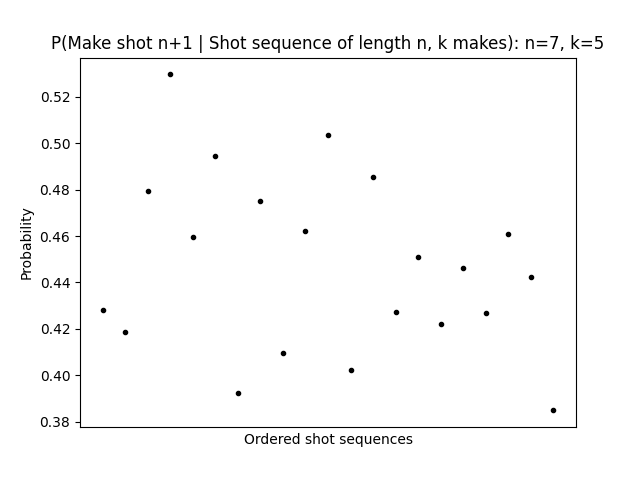 P(Make shot n+1 | Shot sequence of length n, k makes): n=7, k=5
0.52
0.50
0.48
0.46
0.44
0.42
0.40
0.38
Probability
Ordered shot sequences